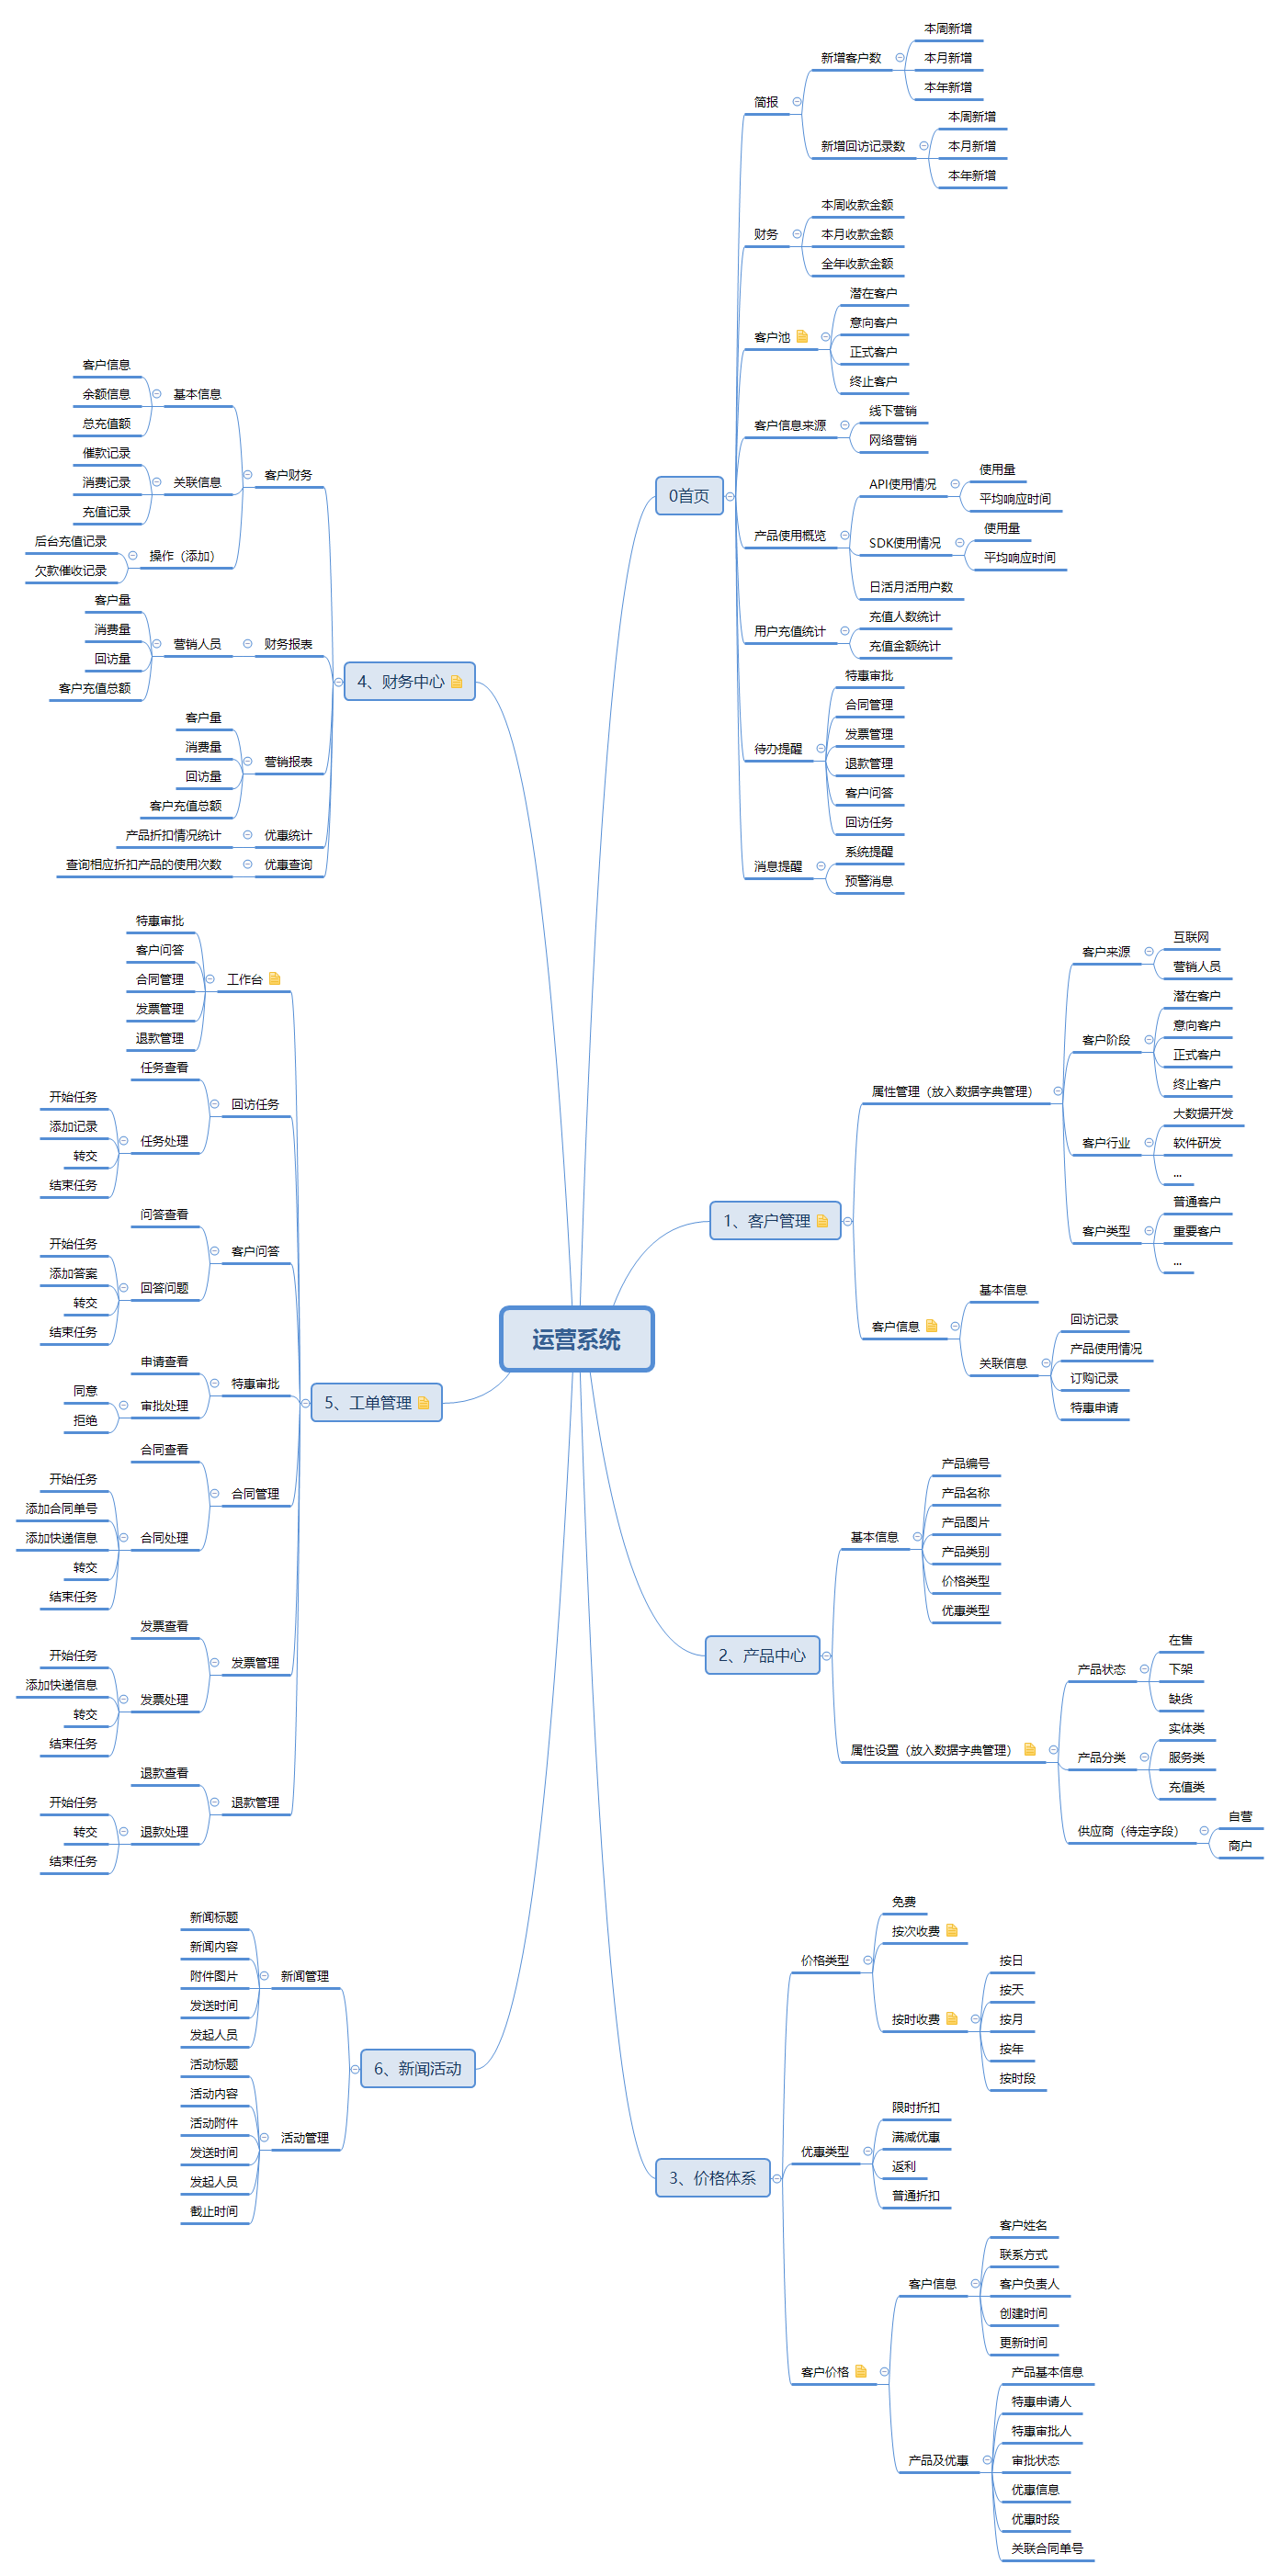 运营系统
0首页
简报
新增客户数
本周新增
本月新增
本年新增
新增回访记录数
本周新增
本月新增
本年新增
财务
本周收款金额
本月收款金额
全年收款金额
客户池
潜在客户
意向客户
正式客户
终止客户
客户信息来源
线下营销
网络营销
产品使用概览
API使用情况
使用量
平均响应时间
SDK使用情况
使用量
平均响应时间
日活月活用户数
用户充值统计
充值人数统计
充值金额统计
待办提醒
特惠审批
合同管理
发票管理
退款管理
客户问答
回访任务
消息提醒
系统提醒
预警消息
1、客户管理
属性管理（放入数据字典管理）
客户来源
互联网
营销人员
客户阶段
潜在客户
意向客户
正式客户
终止客户
客户行业
大数据开发
软件研发
...
客户类型
普通客户
重要客户
...
客户信息
基本信息
关联信息
回访记录
产品使用情况
订购记录
特惠申请
2、产品中心
基本信息
产品编号
产品名称
产品图片
产品类别
价格类型
优惠类型
属性设置（放入数据字典管理）
产品状态
在售
下架
缺货
产品分类
实体类
服务类
充值类
供应商（待定字段）
自营
商户
3、价格体系
价格类型
免费
按次收费
按时收费
按日
按天
按月
按年
按时段
优惠类型
限时折扣
满减优惠
返利
普通折扣
客户价格
客户信息
客户姓名
联系方式
客户负责人
创建时间
更新时间
产品及优惠
产品基本信息
特惠申请人
特惠审批人
审批状态
优惠信息
优惠时段
关联合同单号
4、财务中心
客户财务
基本信息
客户信息
余额信息
总充值额
关联信息
催款记录
消费记录
充值记录
操作（添加）
后台充值记录
欠款催收记录
财务报表
营销人员
客户量
消费量
回访量
客户充值总额
营销报表
客户量
消费量
回访量
客户充值总额
优惠统计
产品折扣情况统计
优惠查询
查询相应折扣产品的使用次数
5、工单管理
工作台
特惠审批
客户问答
合同管理
发票管理
退款管理
回访任务
任务查看
任务处理
开始任务
添加记录
转交
结束任务
客户问答
问答查看
回答问题
开始任务
添加答案
转交
结束任务
特惠审批
申请查看
审批处理
同意
拒绝
合同管理
合同查看
合同处理
开始任务
添加合同单号
添加快递信息
转交
结束任务
发票管理
发票查看
发票处理
开始任务
添加快递信息
转交
结束任务
退款管理
退款查看
退款处理
开始任务
转交
结束任务
6、新闻活动
新闻管理
新闻标题
新闻内容
附件图片
发送时间
发起人员
活动管理
活动标题
活动内容
活动附件
发送时间
发起人员
截止时间